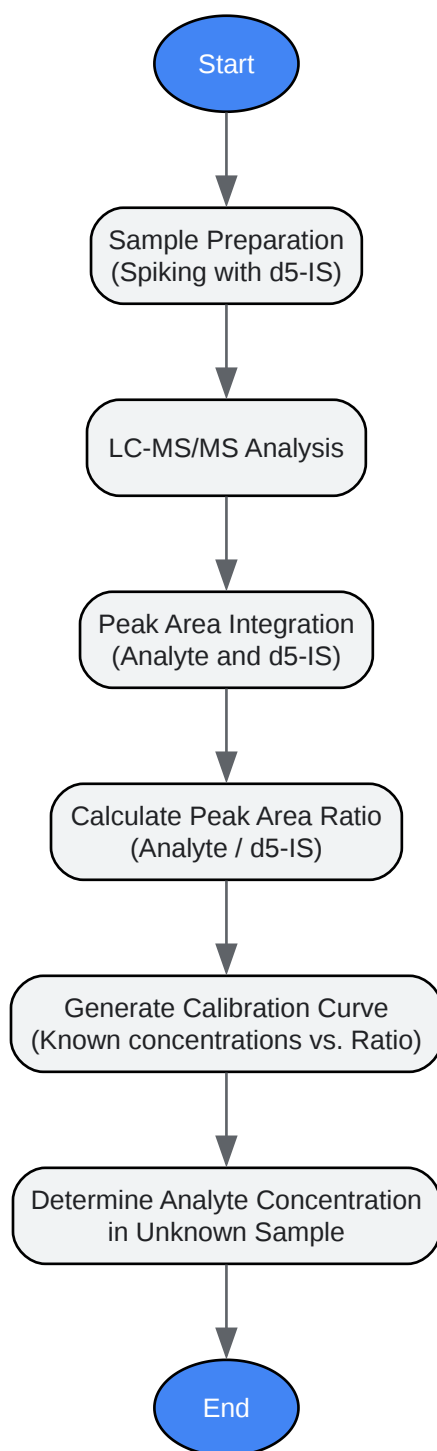 Start
Sample Preparation
(Spiking with d5-IS)
LC-MS/MS Analysis
Peak Area Integration
(Analyte and d5-IS)
Calculate Peak Area Ratio
(Analyte / d5-IS)
Generate Calibration Curve
(Known concentrations vs. Ratio)
Determine Analyte Concentration
in Unknown Sample
End